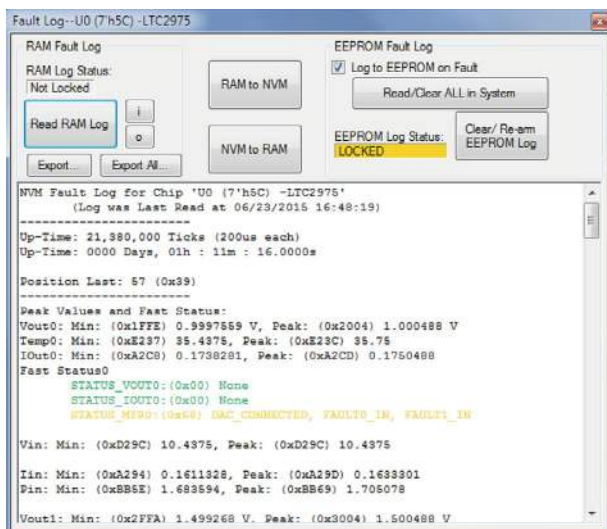 Fault Log--U0 (7'h5C) -LTC2975
RAM Fault Log
RAM Log Status:
Not Locked
Read RAM Log
i
o
Export...
Export All...
RAM to NVM
NVM to RAM
EEPROM Fault Log
Log to EEPROM on Fault
Read/Clear ALL in System
EEPROM Log Status:
LOCKED
Clear/ Re-arm
EEPROM Log
NVM Fault Log for Chip 'U0 (7'h5C) -LTC2975'
(Log was Last Read at 06/23/2015 16:48:19)
------------------------
Up-Time: 21,380,000 Ticks (200us each)
Up-Time: 0000 Days, 01h : 11m : 16.0000s
Position Last: 57 (0x39)
------------------------
Peak Values and Fast Status:
Vout0: Min: (0x1FFE) 0.9997559 V, Peak: (0x2004) 1.000488 V
Temp0: Min: (0xE237) 35.4375, Peak: (0xE23C) 35.75
IOut0: Min: (0xA2C8) 0.1738281, Peak: (0xA2CD) 0.1750488
Fast Status0
STATUS_VOUT0:(0x00) None
STATUS_IOUT0:(0x00) None
STATUS_MFR0:(0x68) DAC_CONNECTED, FAULT0_IN, FAULT1_IN
Vin: Min: (0xD29C) 10.4375, Peak: (0xD29C) 10.4375
Iin: Min: (0xA294) 0.1611328, Peak: (0xA29D) 0.1633301
Pin: Min: (0xBB5E) 1.683594, Peak: (0xBB69) 1.705078
Vout1: Min: (0x2FFA) 1.499268 V, Peak: (0x3004) 1.500488 V